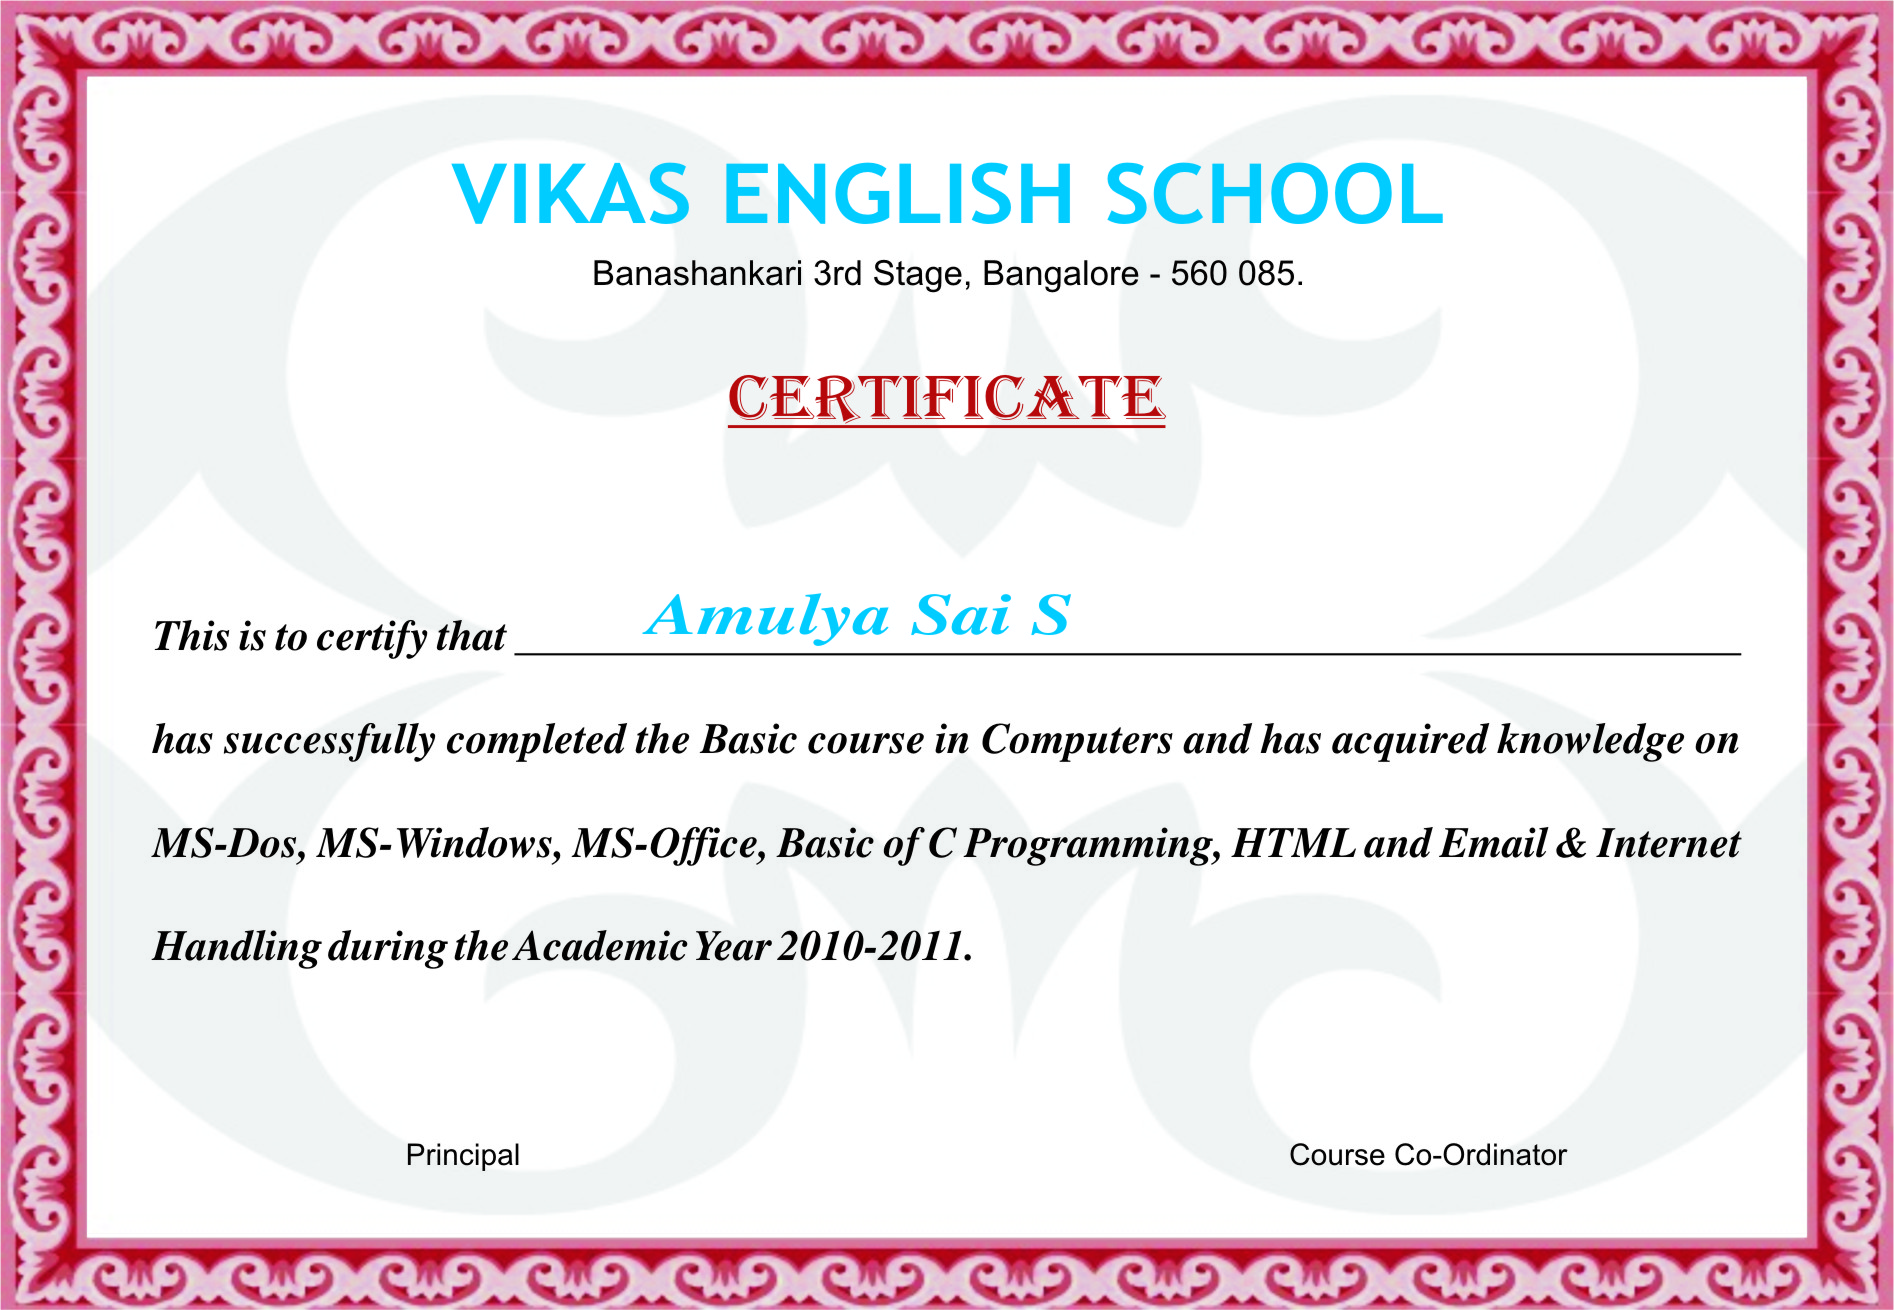 VIKAS ENGLISH SCHOOL
Banashankari 3rd Stage, Bangalore - 560 085.
CERTIFICATE
This is to certify that Amulya Sai S
has successfully completed the Basic course in Computers and has acquired knowledge on
MS-Dos, MS-Windows, MS-Office, Basic of C Programming, HTML and Email & Internet
Handling during the Academic Year 2010-2011.
Principal Course Co-Ordinator